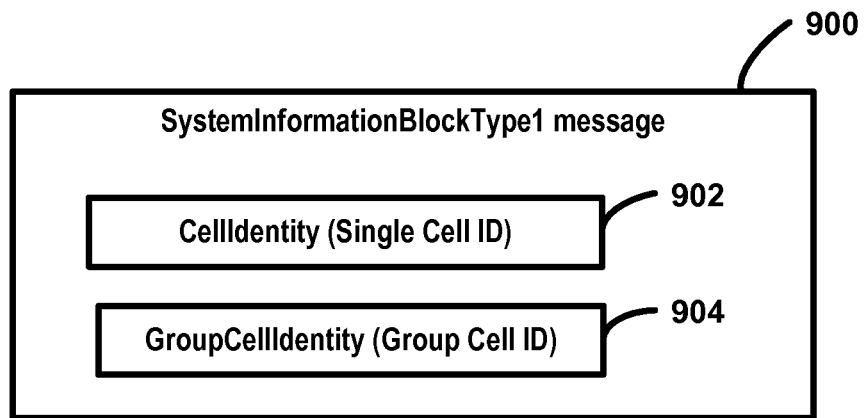 900
SystemInformationBlockType1 message
902
CellIdentity (Single Cell ID)
904
GroupCellIdentity (Group Cell ID)